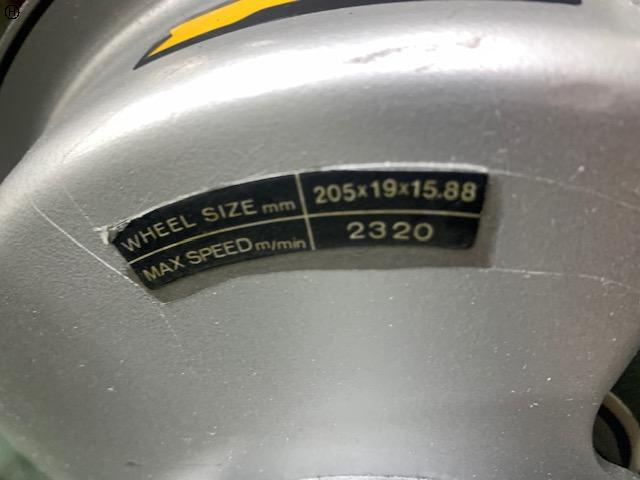 H
WHEEL SIZE mm 205x19x15.88
MAX SPEED m/min 2320